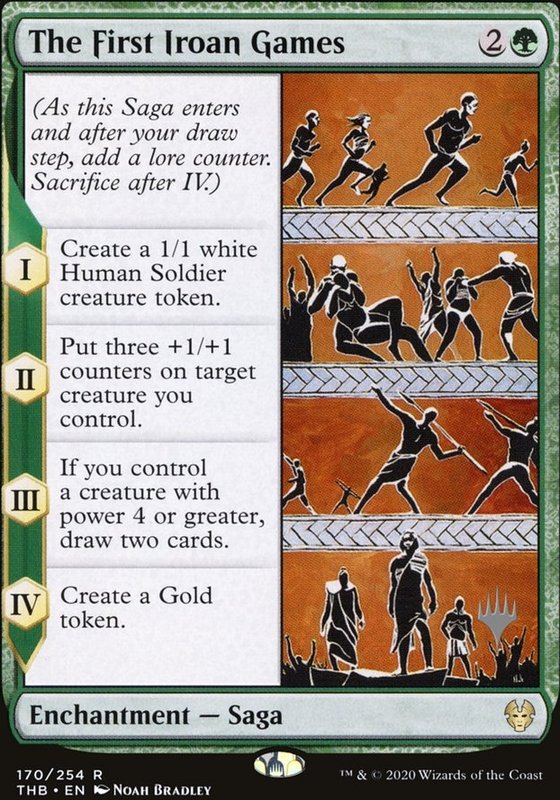 The First Iroan Games 2
(As this Saga enters
and after your draw
step, add a lore counter.
Sacrifice after IV.)
I
Create a 1/1 white
Human Soldier
creature token.
II
Put three +1/+1
counters on target
creature you
control.
III
If you control
a creature with
power 4 or greater,
draw two cards.
IV
Create a Gold
token.
Enchantment — Saga
170/254 R
THB • EN Noah Bradley
™ & © 2020 Wizards of the Coast